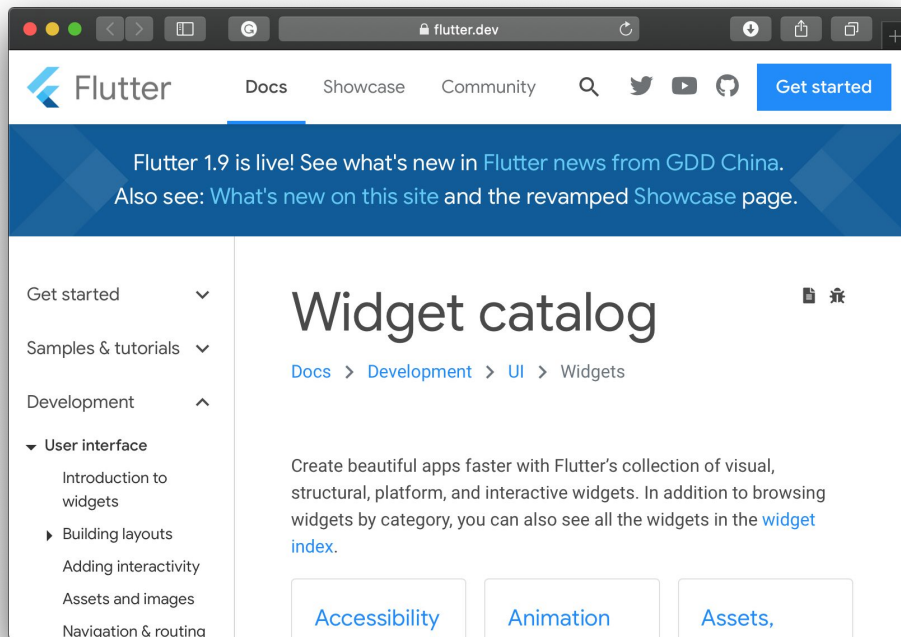 flutter.dev
Flutter
Docs Showcase Community Get started
Flutter 1.9 is live! See what's new in Flutter news from GDD China.
Also see: What's new on this site and the revamped Showcase page.
Get started
Samples & tutorials
Development
User interface
Introduction to
widgets
Building layouts
Adding interactivity
Assets and images
Navigation & routing
Widget catalog
Docs > Development > UI > Widgets
Create beautiful apps faster with Flutter’s collection of visual,
structural, platform, and interactive widgets. In addition to browsing
widgets by category, you can also see all the widgets in the widget
index.
Accessibility
Animation
Assets,